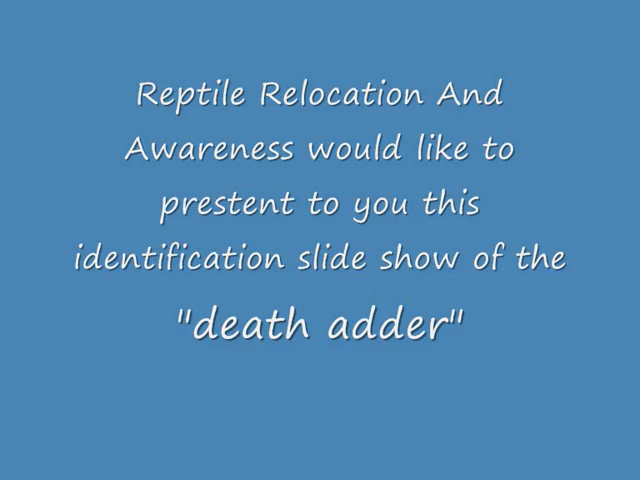 Reptile Relocation And
Awareness would like to
prestent to you this
identification slide show of the
"death adder"